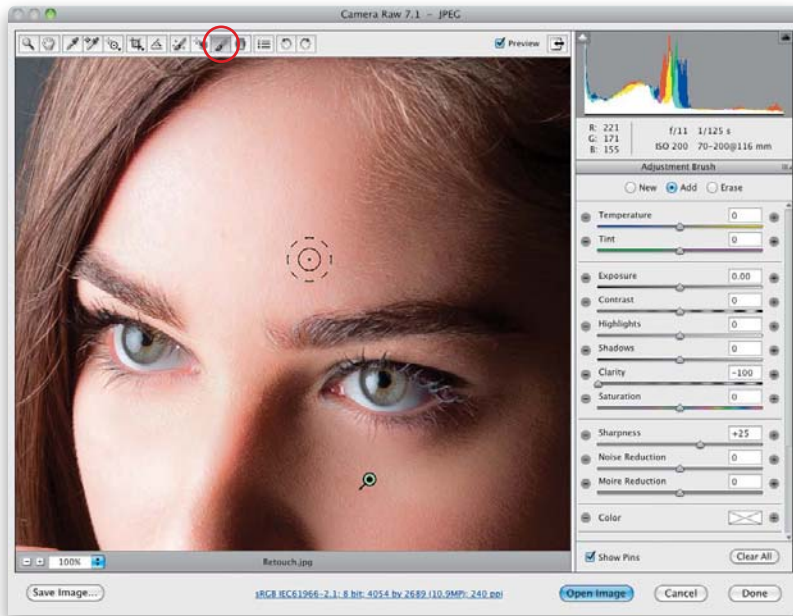 Camera Raw 7.1 – JPEG
Preview
R: 221
G: 171
B: 155
f/11 1/125 s
ISO 200 70-200@116 mm
Adjustment Brush
New Add Erase
Temperature 0
Tint 0
Exposure 0.00
Contrast 0
Highlights 0
Shadows 0
Clarity -100
Saturation 0
Sharpness +25
Noise Reduction 0
Moire Reduction 0
Color
100%
Retouch.jpg
Show Pins
Clear All
Save Image...
sRGB IEC61966-2.1; 8 bit; 4054 by 2689 (10.9MP); 240 ppi
Open Image
Cancel
Done